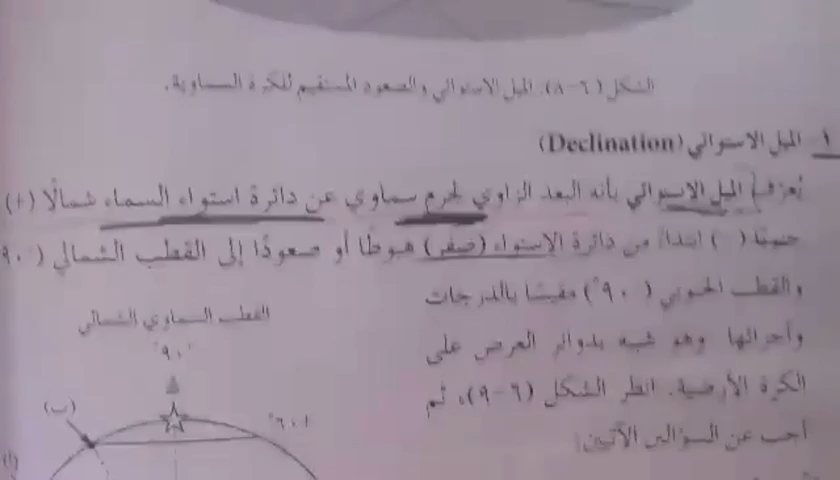 الشكل (٦-٨). الميل الاستوائي والصعود المستقيم للكرة السماوية.
١ الميل الاستوائي (Declination)
يُعرف الميل الاستوائي بأنه البعد الزاوي لجرم سماوي عن دائرة استواء السماء شمالًا (+)
جنوبًا ( ) ابتداءً من دائرة الاستواء (صفر) هبوطًا أو صعودًا إلى القطب الشمالي ( ٩٠
والقطب الجنوبي ( ٩٠°) مقيسًا بالدرجات
وأجزائها وهو شبيه بدوائر العرض على
الكرة الأرضية. انظر الشكل (٦-٩)، ثم
أجب عن السؤالين الآتيين:
القطب السماوي الشمالي
٩٠°
(ب)
٦٠°
(أ)